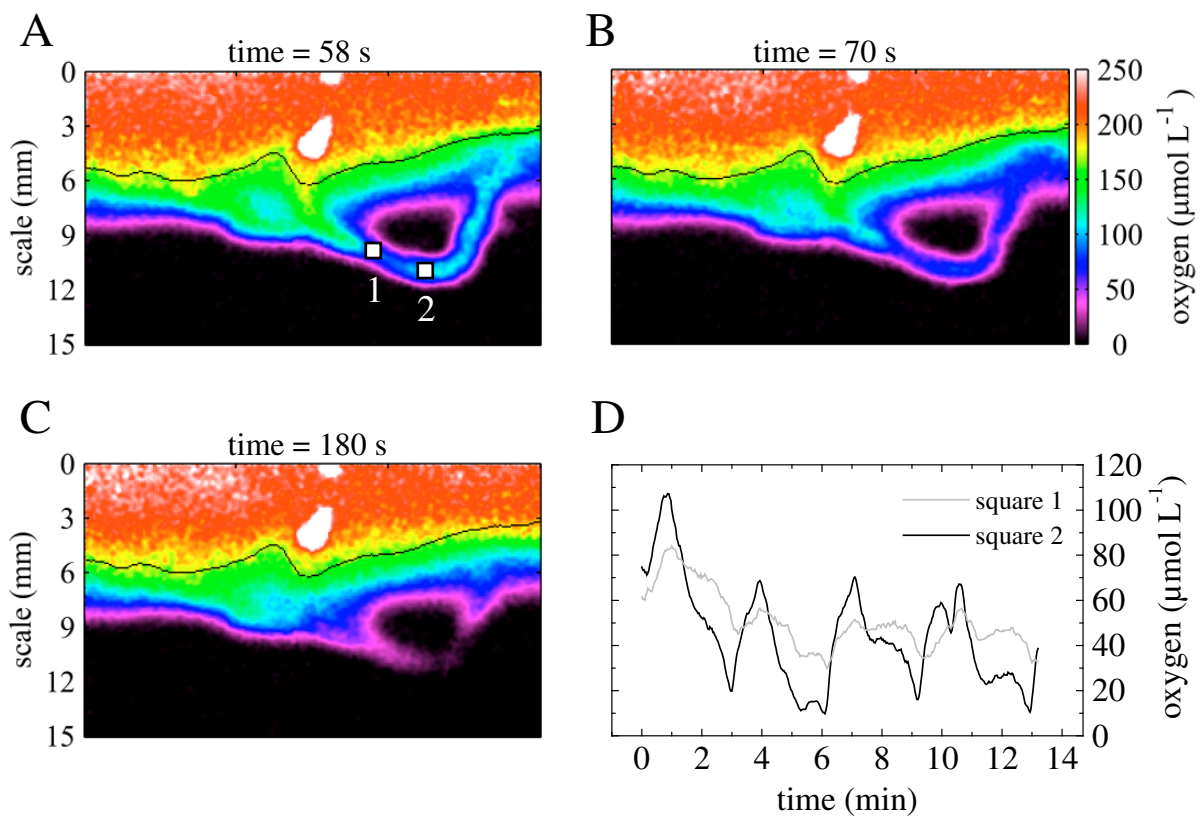 A
time = 58 s
0
3
6
9
12
15
scale (mm)
1
2
B
time = 70 s
250
200
150
100
50
0
oxygen (µmol L⁻¹)
C
time = 180 s
0
3
6
9
12
15
scale (mm)
D
square 1
square 2
120
100
80
60
40
20
0
oxygen (µmol L⁻¹)
0 2 4 6 8 10 12 14
time (min)